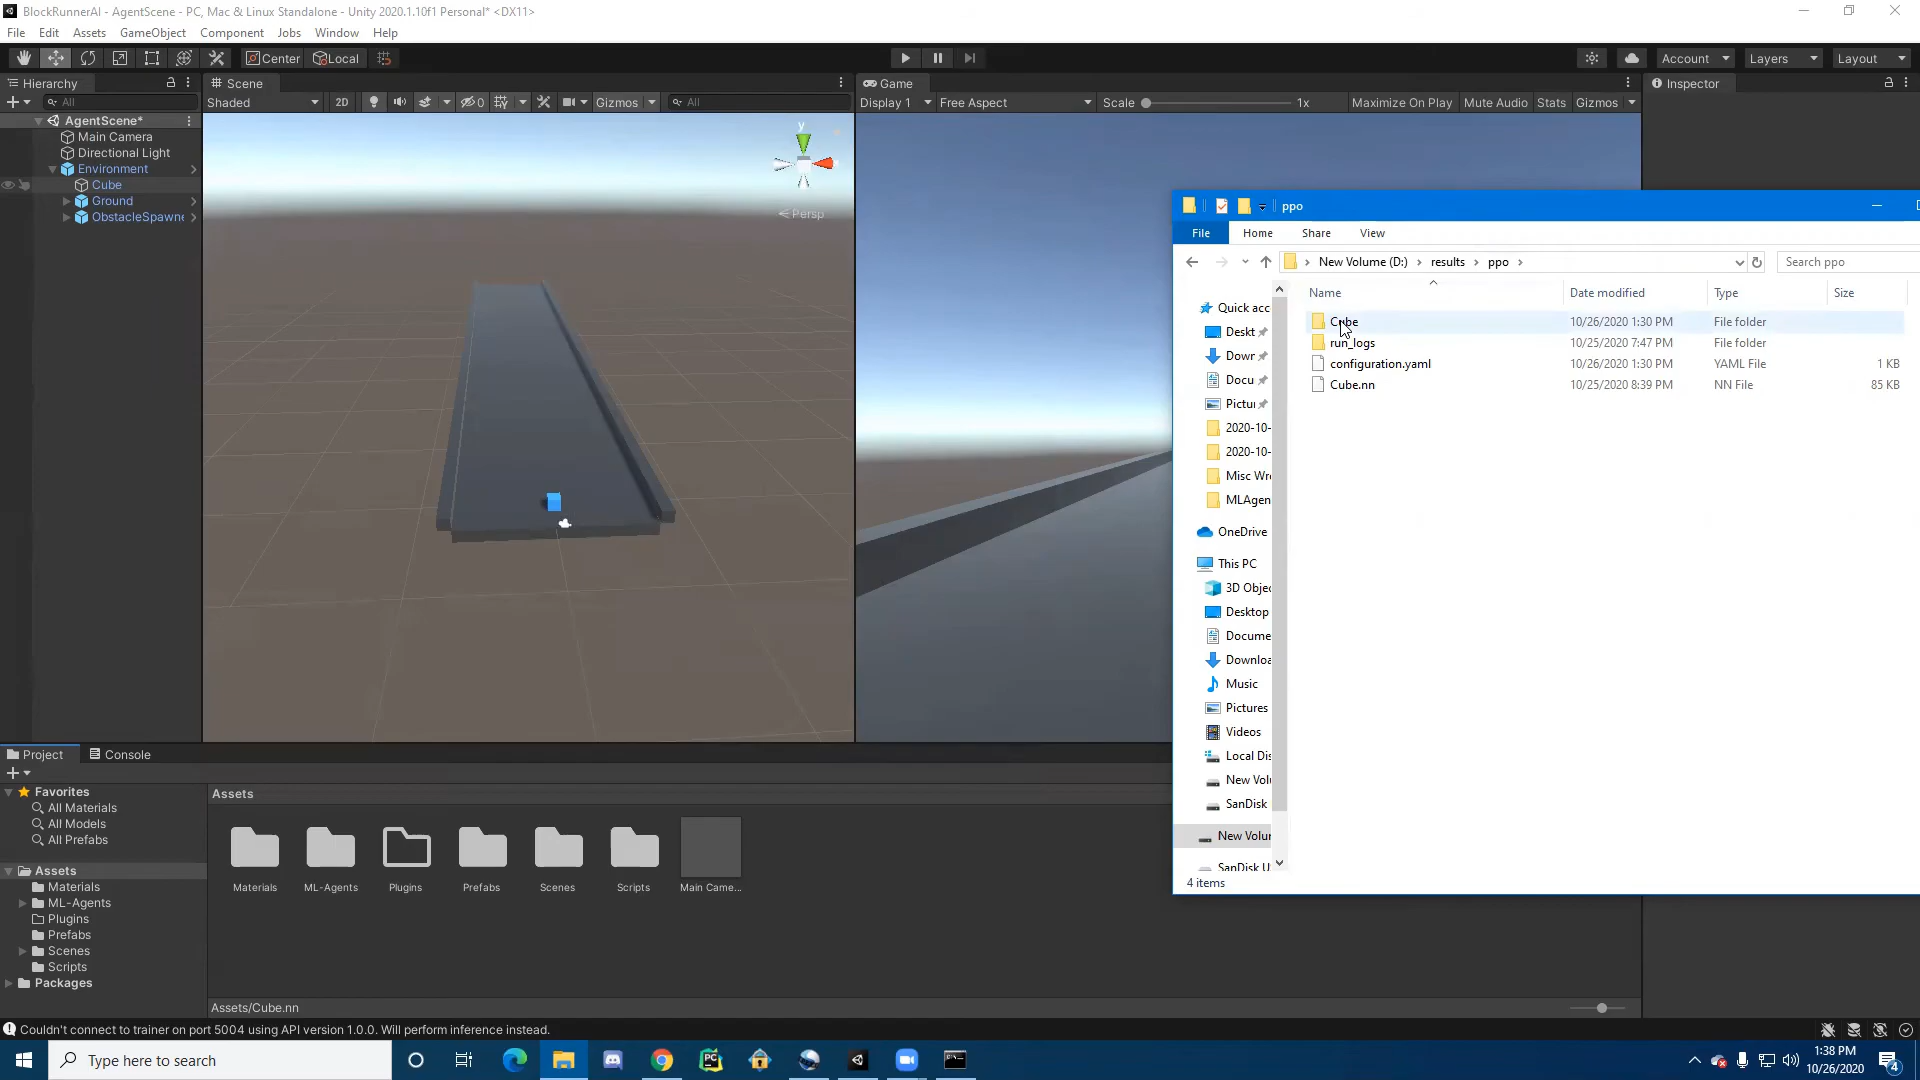 BlockRunnerAI - AgentScene - PC, Mac & Linux Standalone - Unity 2020.1.10f1 Personal* <DX11>
File Edit Assets GameObject Component Jobs Window Help
Center Local Account Layers Layout
Hierarchy
All
AgentScene*
Main Camera
Directional Light
Environment
Cube
Ground
ObstacleSpawne
Scene
Shaded 2D 0 Gizmos All
y
Persp
Game
Display 1 Free Aspect Scale 1x Maximize On Play Mute Audio Stats Gizmos
Inspector
ppo
File Home Share View
New Volume (D:) › results › ppo ›
Search ppo
Name Date modified Type Size
Cube 10/26/2020 1:30 PM File folder
run_logs 10/25/2020 7:47 PM File folder
configuration.yaml 10/26/2020 1:30 PM YAML File 1 KB
Cube.nn 10/25/2020 8:39 PM NN File 85 KB
Quick acc
Deskt
Down
Docu
Pictu
2020-10-
2020-10-
Misc Wo
MLAgen
OneDrive
This PC
3D Objec
Desktop
Docume
Downloa
Music
Pictures
Videos
Local Dis
New Volu
SanDisk
New Volun
SanDisk U
4 items
Project Console
Favorites
All Materials
All Models
All Prefabs
Assets
Materials
ML-Agents
Plugins
Prefabs
Scenes
Scripts
Packages
Assets
Materials ML-Agents Plugins Prefabs Scenes Scripts Main Came...
Assets/Cube.nn
Couldn't connect to trainer on port 5004 using API version 1.0.0. Will perform inference instead.
Type here to search
PC
1:38 PM
10/26/2020
4